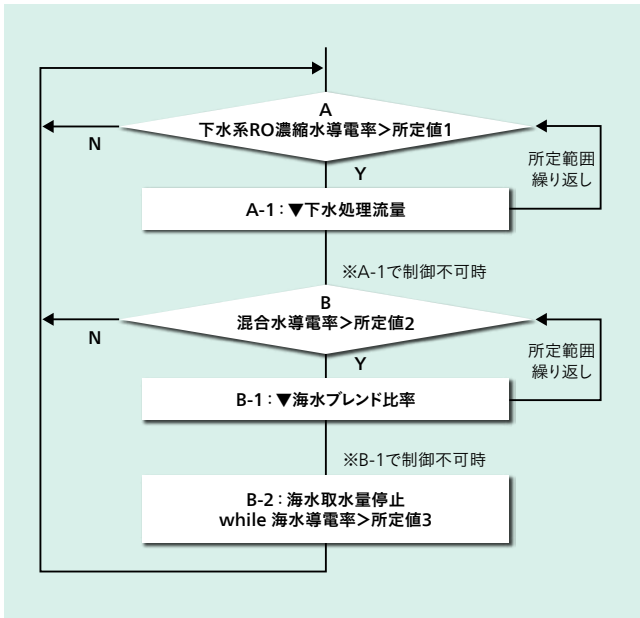 A
下水系RO濃縮水導電率＞所定値1
N
所定範囲
繰り返し
Y
A-1：▼下水処理流量
※A-1で制御不可時
B
混合水導電率＞所定値2
N
所定範囲
繰り返し
Y
B-1：▼海水ブレンド比率
※B-1で制御不可時
B-2：海水取水量停止
while 海水導電率＞所定値3